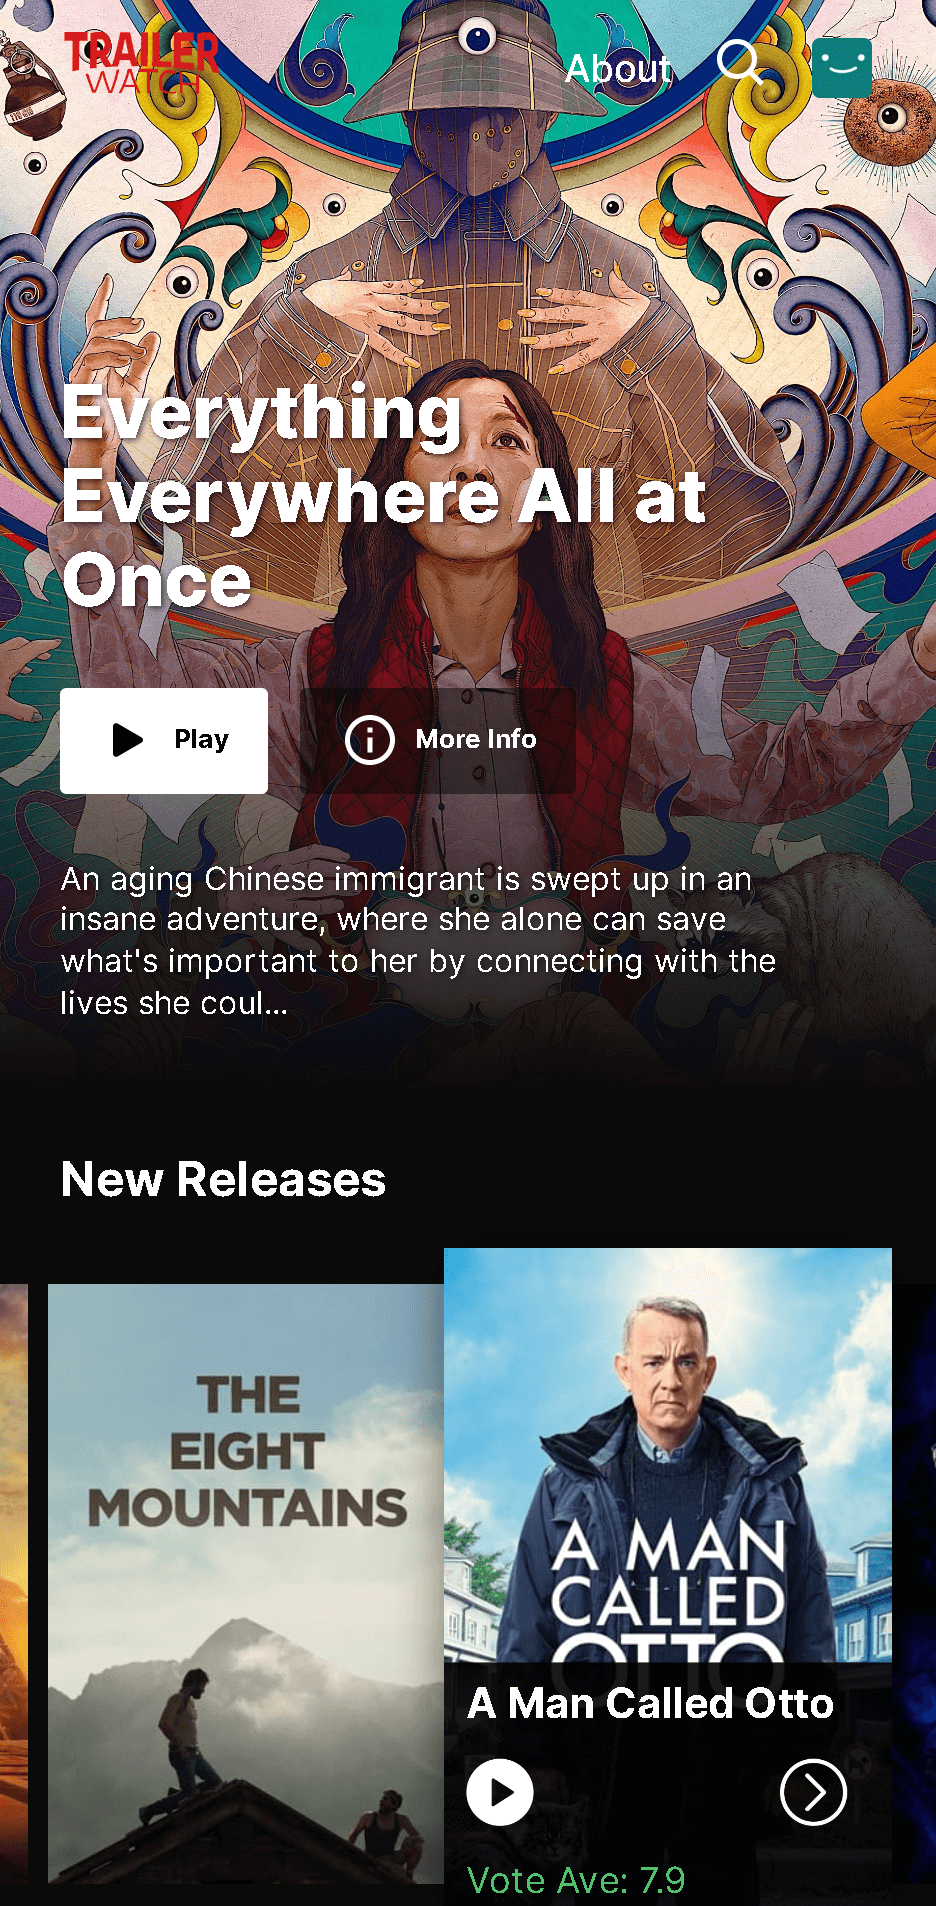 TRAILER
WATCH
About
Everything
Everywhere All at
Once
Play
More Info
An aging Chinese immigrant is swept up in an
insane adventure, where she alone can save
what's important to her by connecting with the
lives she coul...
New Releases
THE
EIGHT
MOUNTAINS
A MAN
CALLED
OTTO
A Man Called Otto
Vote Ave: 7.9